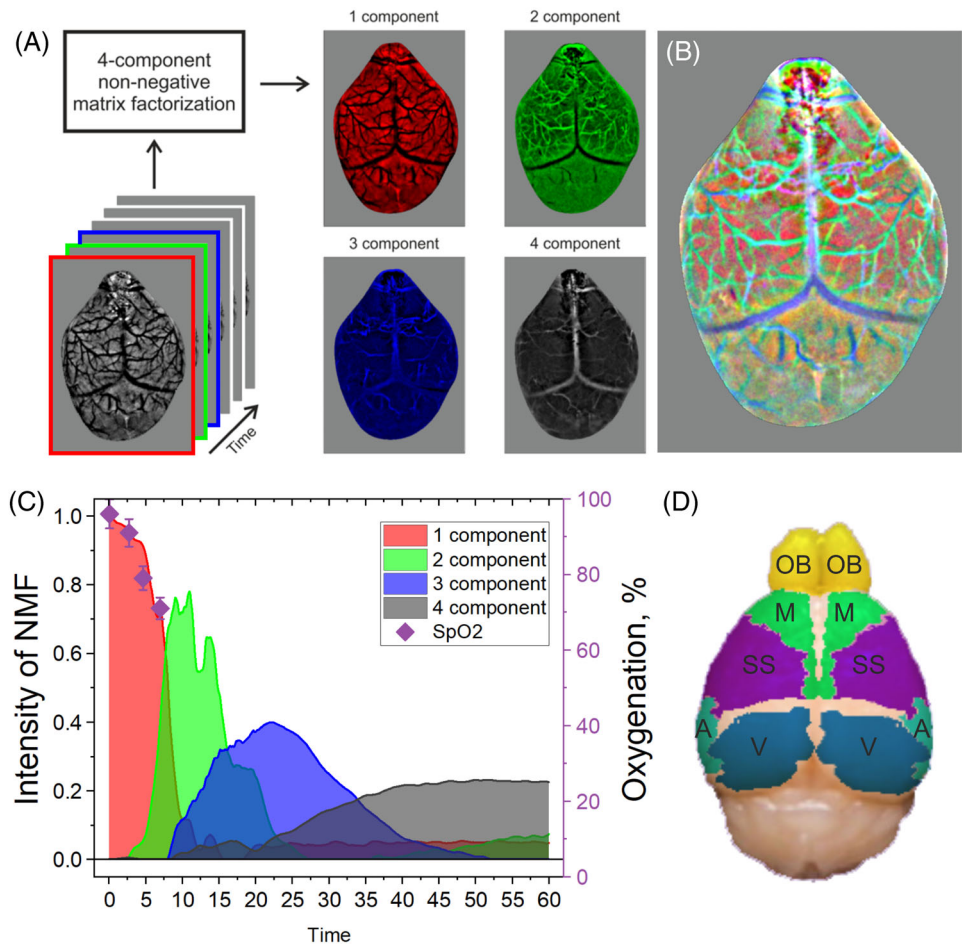 (A)
4-component
non-negative
matrix factorization
Time
1 component
2 component
3 component
4 component
(B)
(C)
Intensity of NMF
1.0
0.8
0.6
0.4
0.2
0.0
0 5 10 15 20 25 30 35 40 45 50 55 60
Time
100
80
60
40
20
0
Oxygenation, %
1 component
2 component
3 component
4 component
SpO2
(D)
OB OB
M M
SS SS
A A
V V